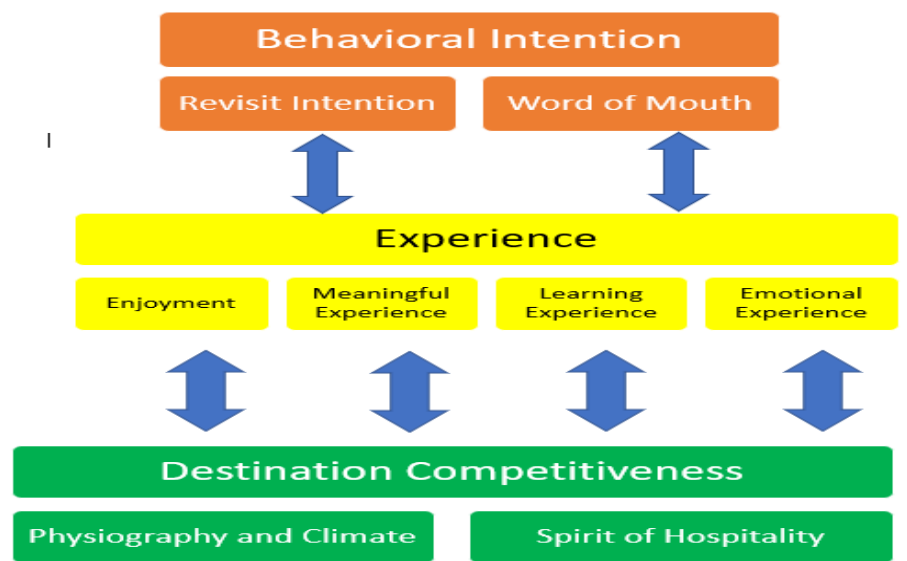 Behavioral Intention
Revisit Intention
Word of Mouth
I
Experience
Enjoyment
Meaningful
Experience
Learning
Experience
Emotional
Experience
Destination Competitiveness
Physiography and Climate
Spirit of Hospitality